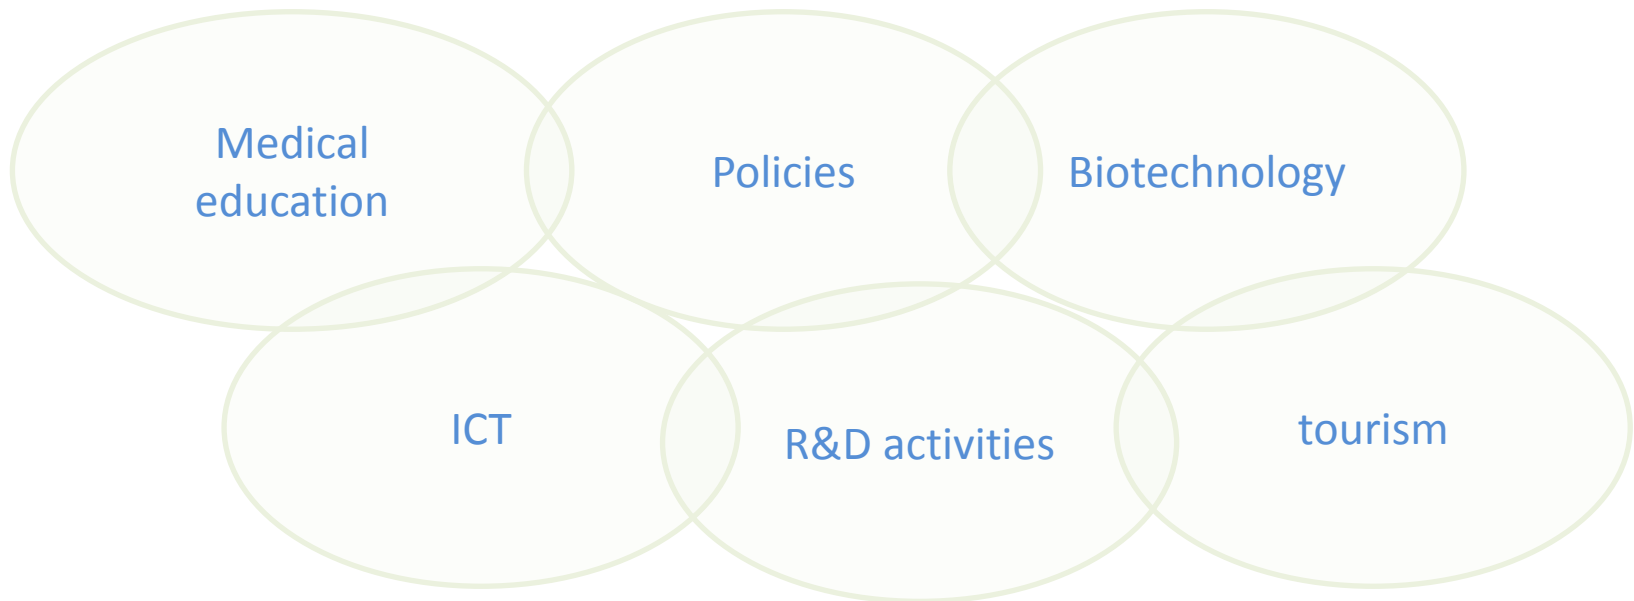 Medical
education
Policies
Biotechnology
ICT
R&D activities
tourism